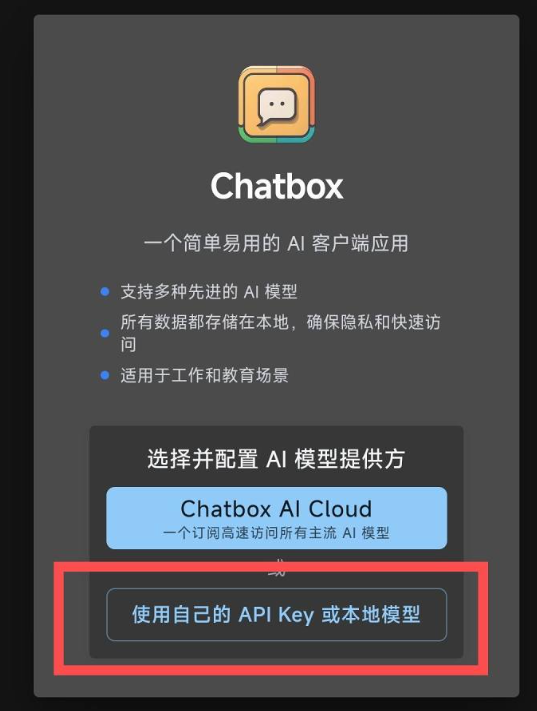 Chatbox
一个简单易用的 AI 客户端应用
支持多种先进的 AI 模型
所有数据都存储在本地，确保隐私和快速访
问
适用于工作和教育场景
选择并配置 AI 模型提供方
Chatbox AI Cloud
一个订阅高速访问所有主流 AI 模型
或
使用自己的 API Key 或本地模型